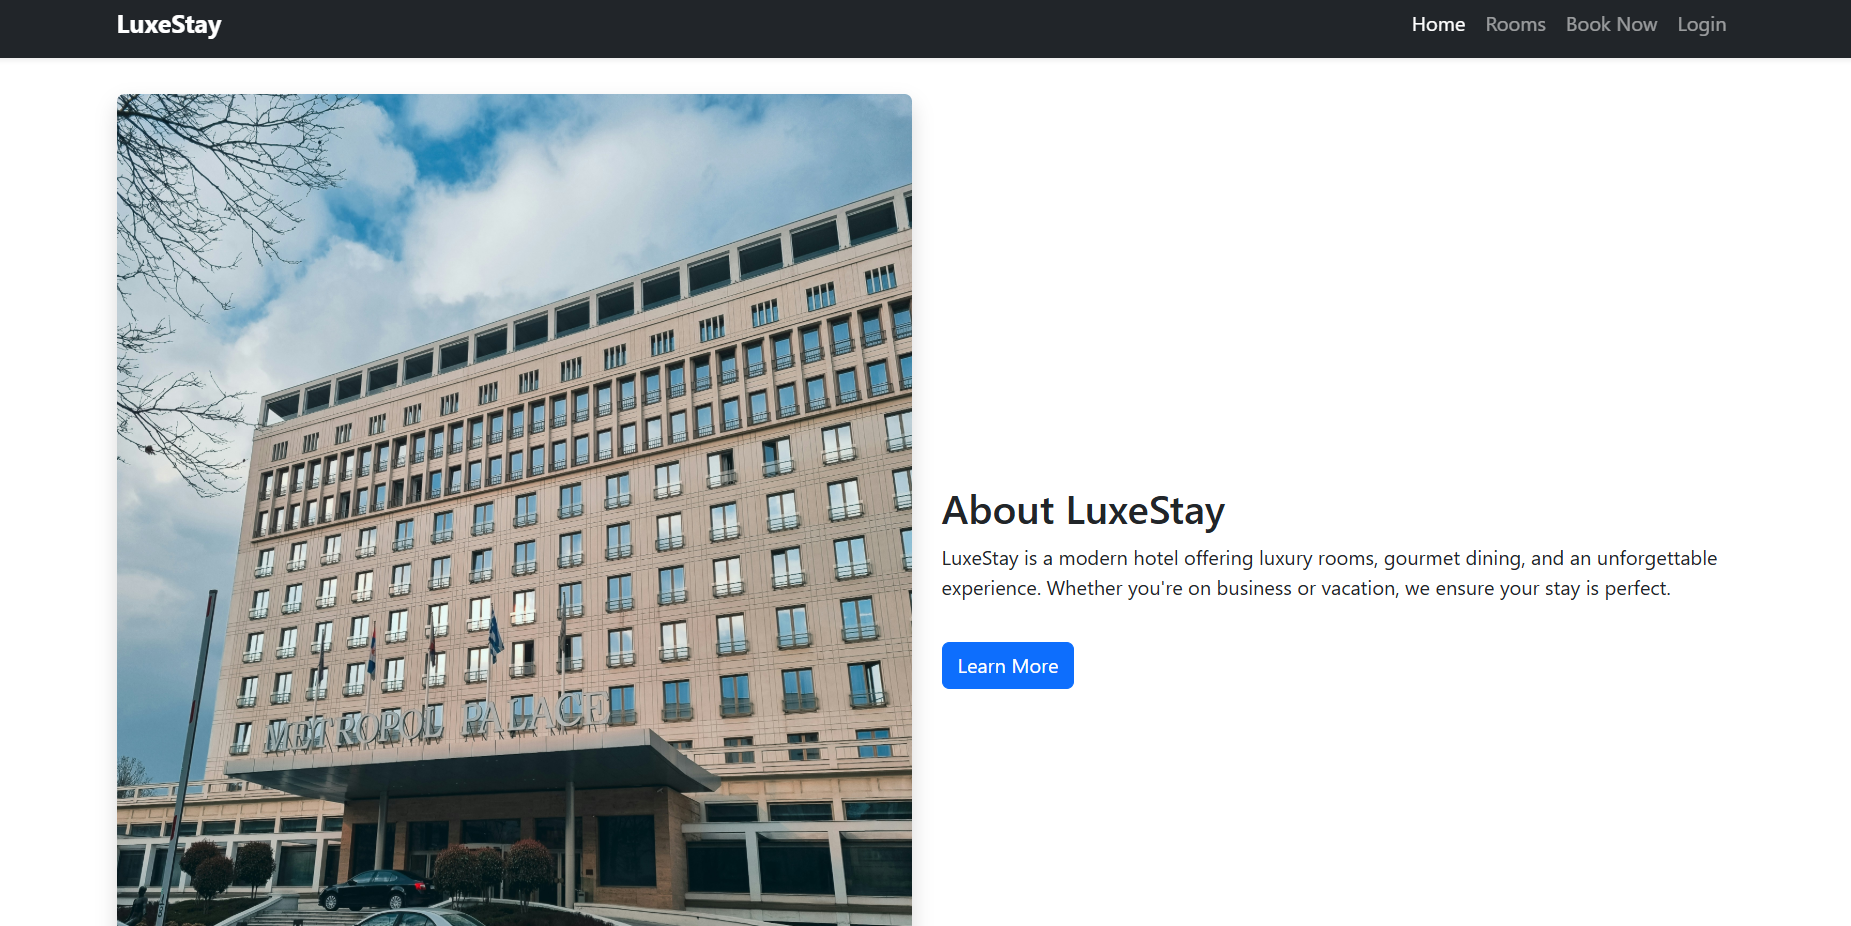 LuxeStay
Home Rooms Book Now Login
METROPOL PALACE
About LuxeStay
LuxeStay is a modern hotel offering luxury rooms, gourmet dining, and an unforgettable
experience. Whether you're on business or vacation, we ensure your stay is perfect.
Learn More